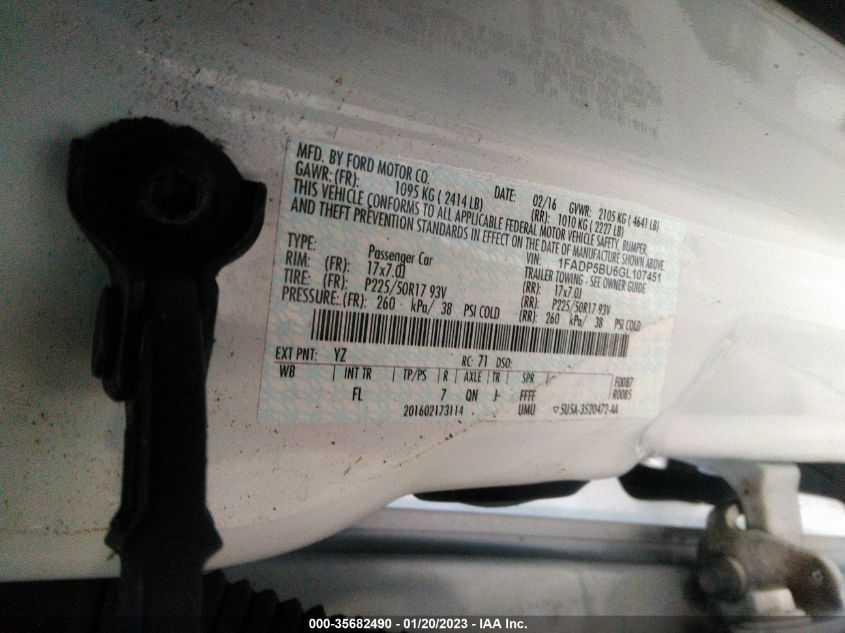 MFD. BY FORD MOTOR CO. DATE: 02/16 GVWR: 2105 KG ( 4641 LB)
GAWR: (FR): 1095 KG ( 2414 LB) (RR): 1010 KG ( 2227 LB)
THIS VEHICLE CONFORMS TO ALL APPLICABLE FEDERAL MOTOR VEHICLE SAFETY, BUMPER,
AND THEFT PREVENTION STANDARDS IN EFFECT ON THE DATE OF MANUFACTURE SHOWN ABOVE.
VIN: 1FADP5BU6GL107451
TYPE: Passenger Car TRAILER TOWING - SEE OWNER GUIDE
RIM: (FR): 17x7.0J (RR): 17x7.0J
TIRE: (FR): P225/50R17 93V (RR): P225/50R17 93V
PRESSURE: (FR): 260 kPa/ 38 PSI COLD (RR): 260 kPa/ 38 PSI COLD
EXT PNT: YZ RC: 71 DSO:
WB INT TR TP/PS R AXLE TR SPR F0087
FL 7 QN J FFFF R0085
201602173114 UMU 5U5A-3520472-AA
000-35682490 - 01/20/2023 - IAA Inc.